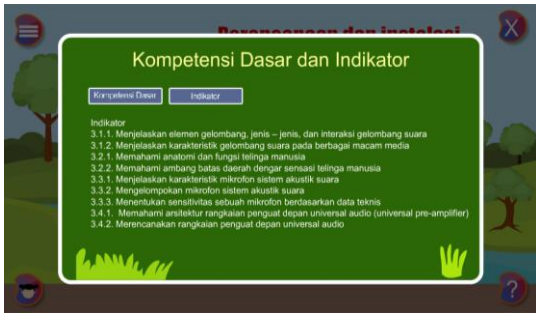 Perancangan dan instalasi
X
Kompetensi Dasar dan Indikator
Kompetensi Dasar
Indikator
Indikator
3.1.1. Menjelaskan elemen gelombang, jenis – jenis, dan interaksi gelombang suara
3.1.2. Menjelaskan karakteristik gelombang suara pada berbagai macam media
3.2.1. Memahami anatomi dan fungsi telinga manusia
3.2.2. Memahami ambang batas daerah dengar sensasi telinga manusia
3.3.1. Menjelaskan karakteristik mikrofon sistem akustik suara
3.3.2. Mengelompokan mikrofon sistem akustik suara
3.3.3. Menentukan sensitivitas sebuah mikrofon berdasarkan data teknis
3.4.1. Memahami arsitektur rangkaian penguat depan universal audio (universal pre-amplifier)
3.4.2. Merencanakan rangkaian penguat depan universal audio
?